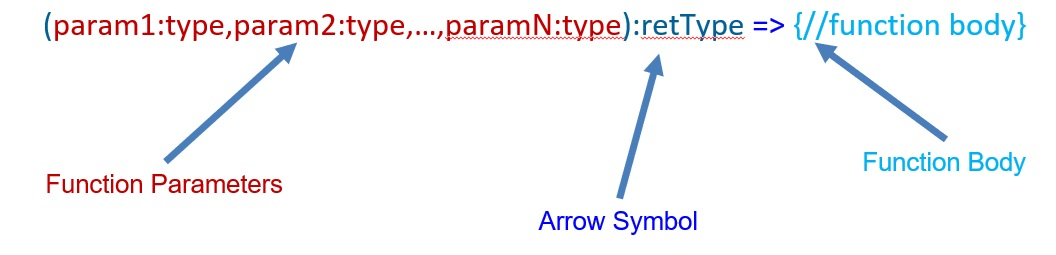 (param1:type,param2:type,...,paramN:type):retType => {//function body}
Function Parameters
Function Body
Arrow Symbol